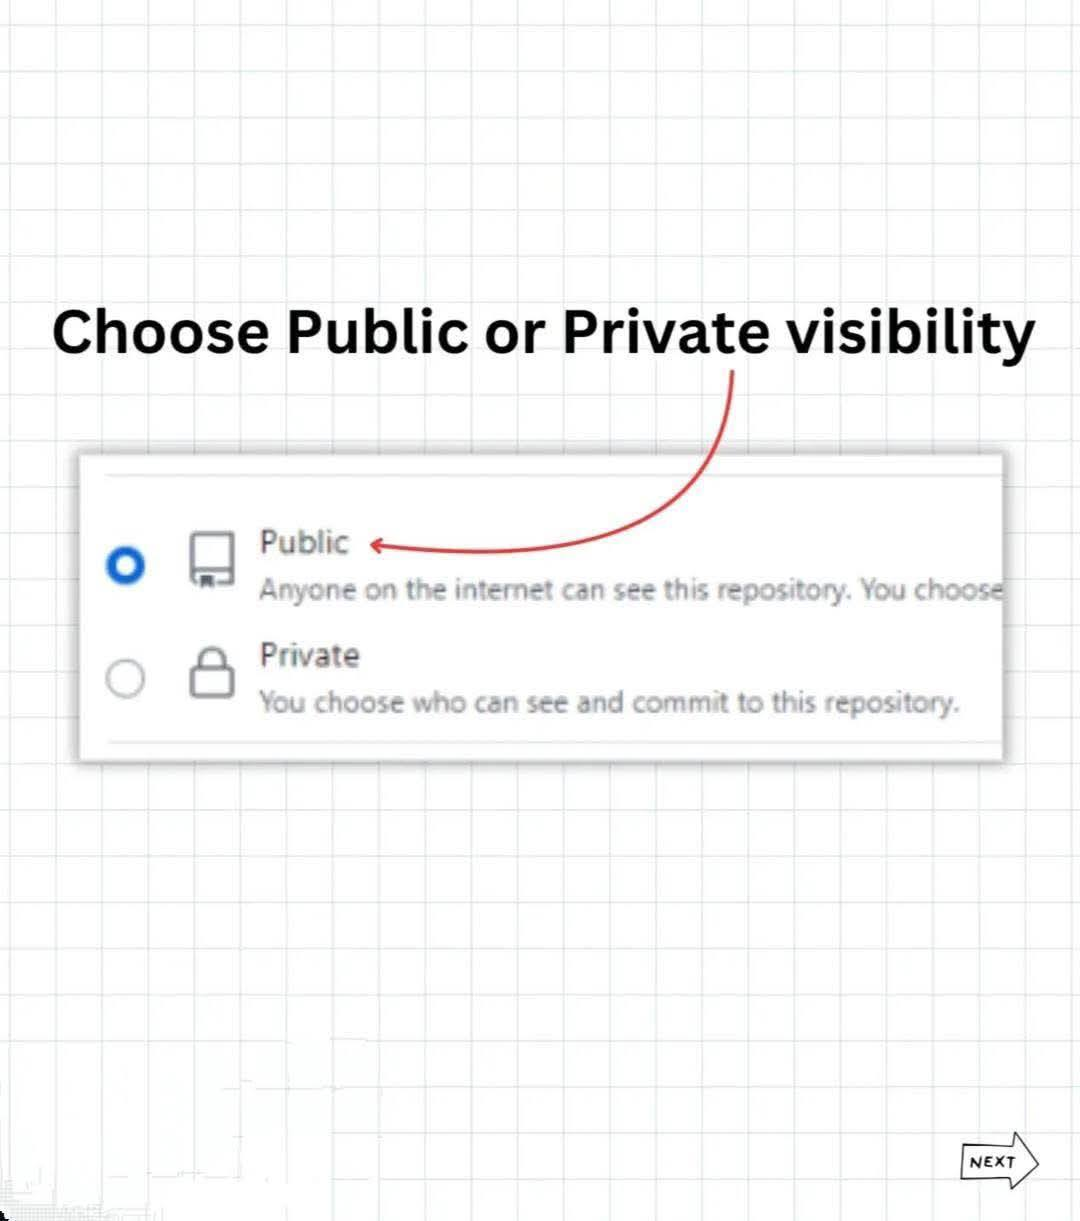 Choose Public or Private visibility
Public
Anyone on the internet can see this repository. You choose
Private
You choose who can see and commit to this repository.
NEXT